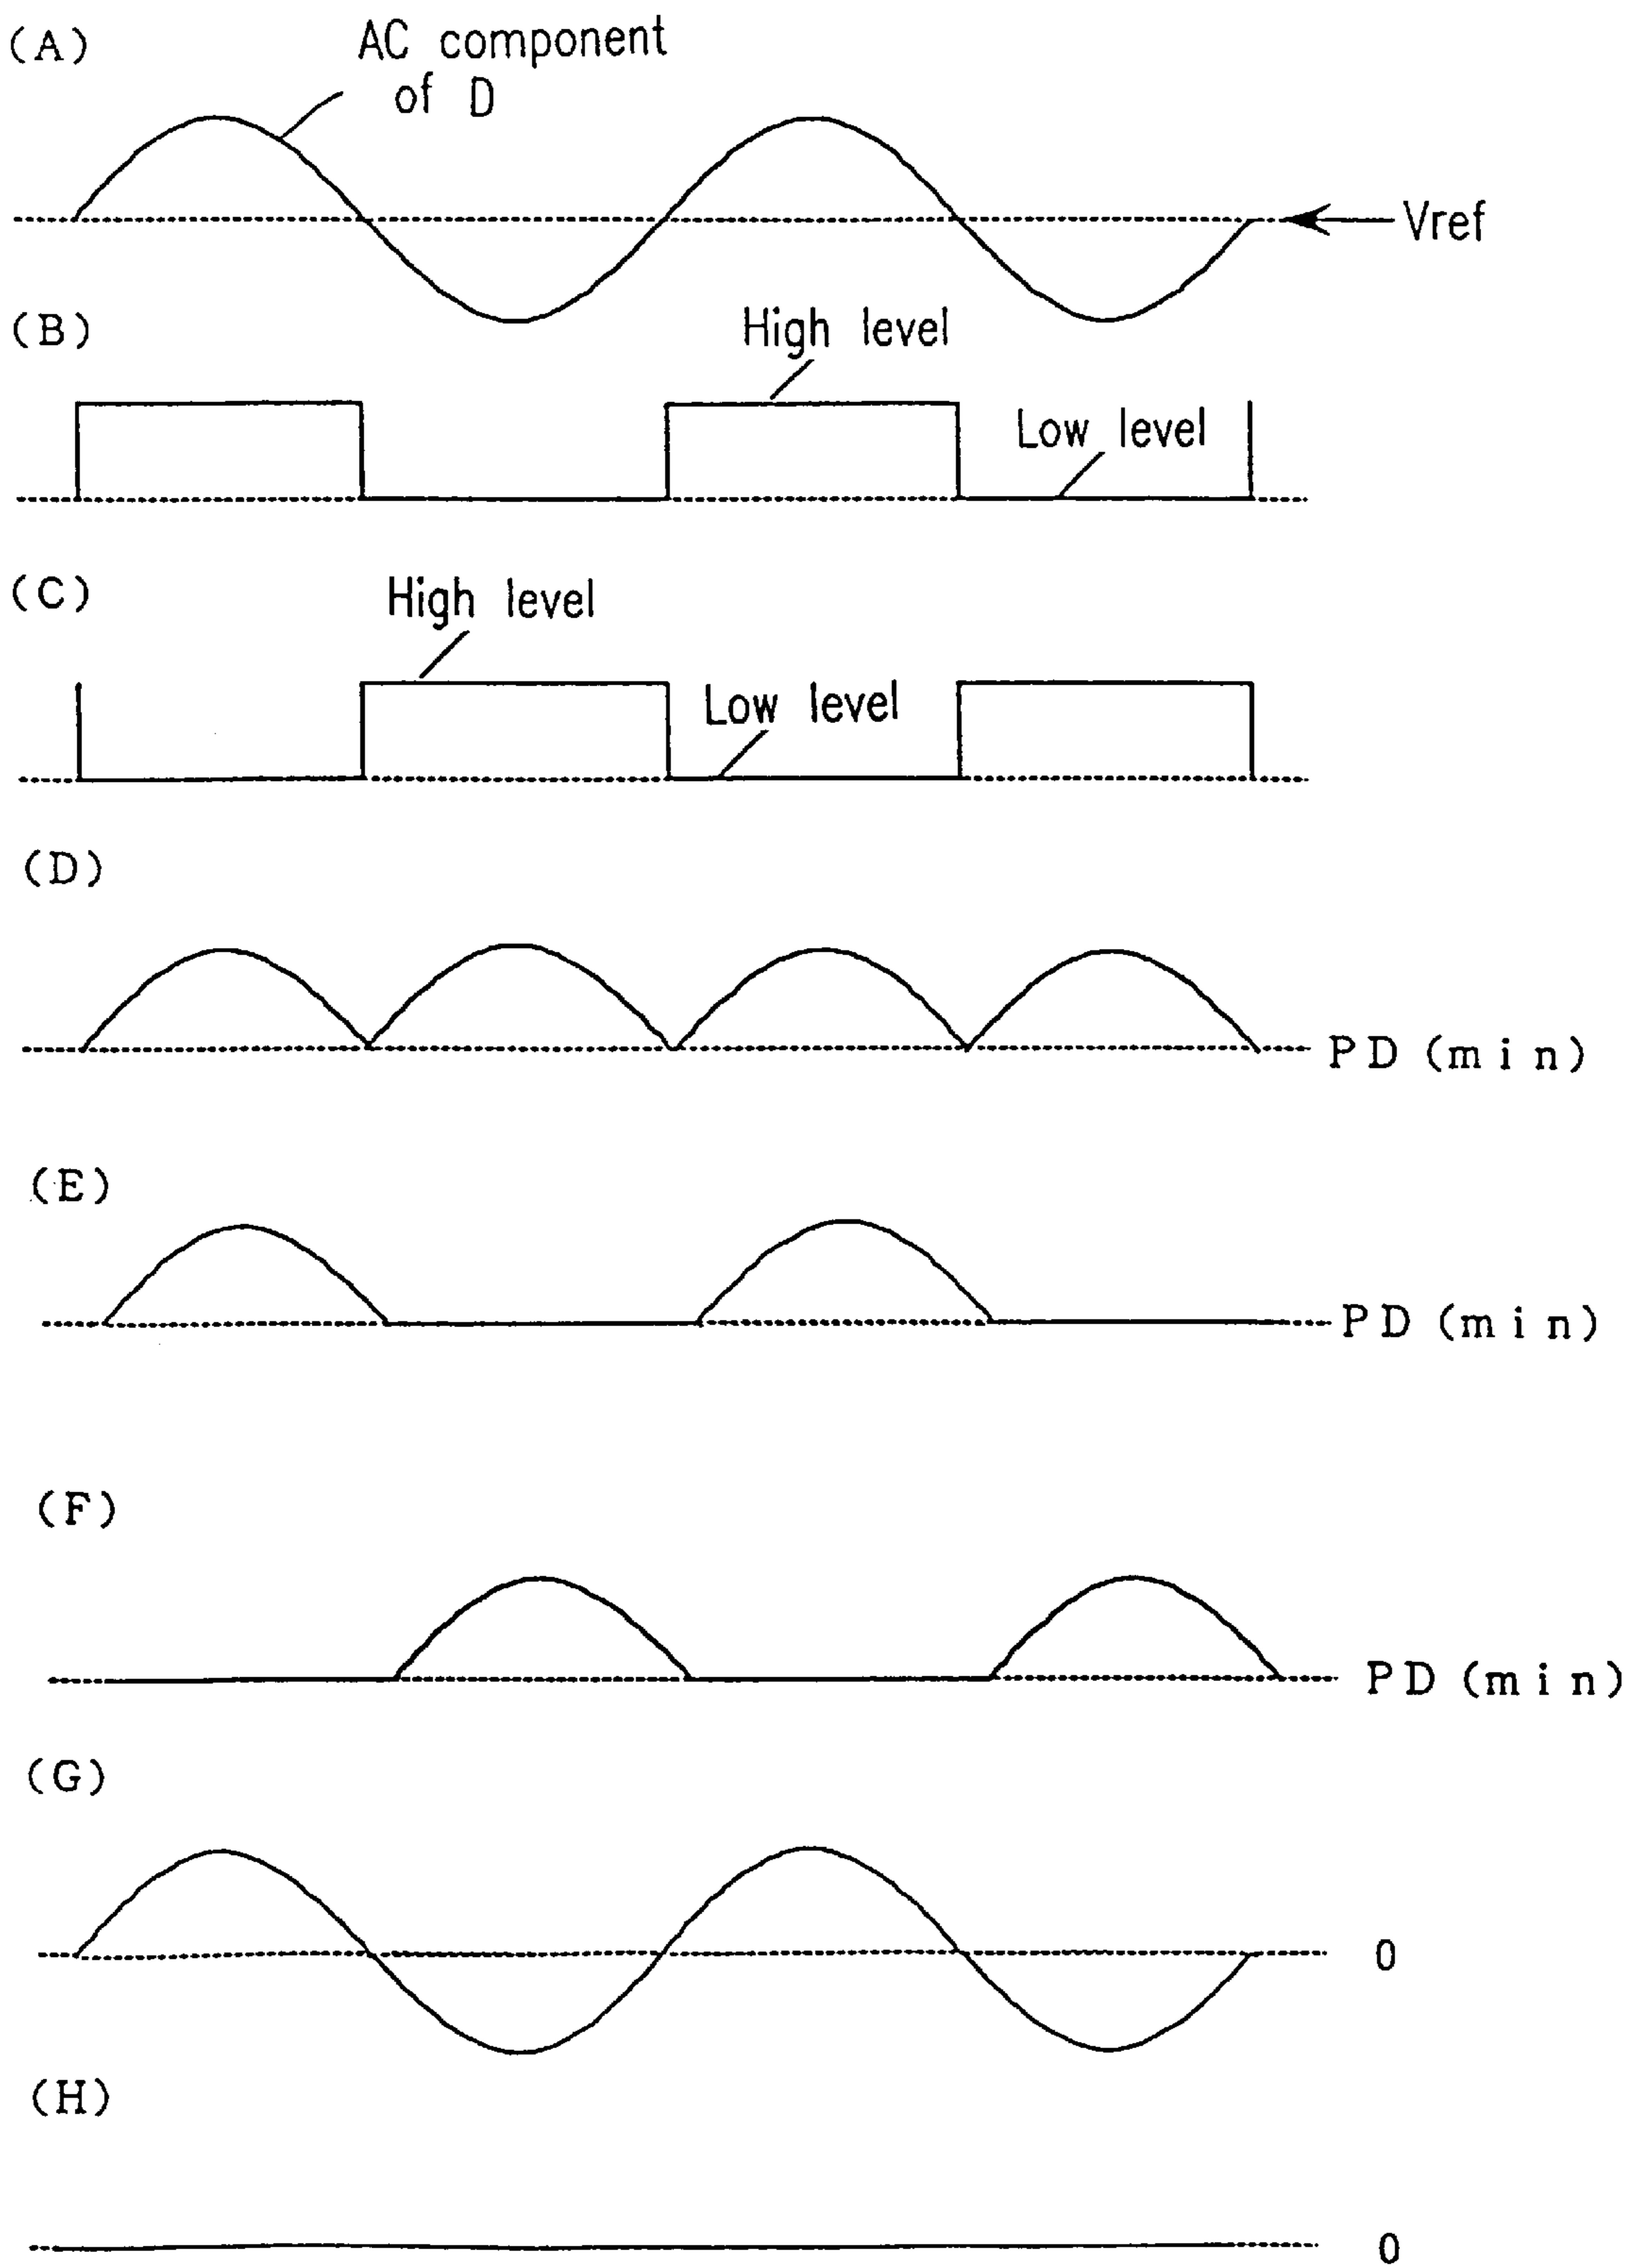 (A)
AC component
of D
Vref
(B)
High level
Low level
(C)
High level
Low level
(D)
PD (min)
(E)
PD (min)
(F)
PD (min)
(G)
0
(H)
0